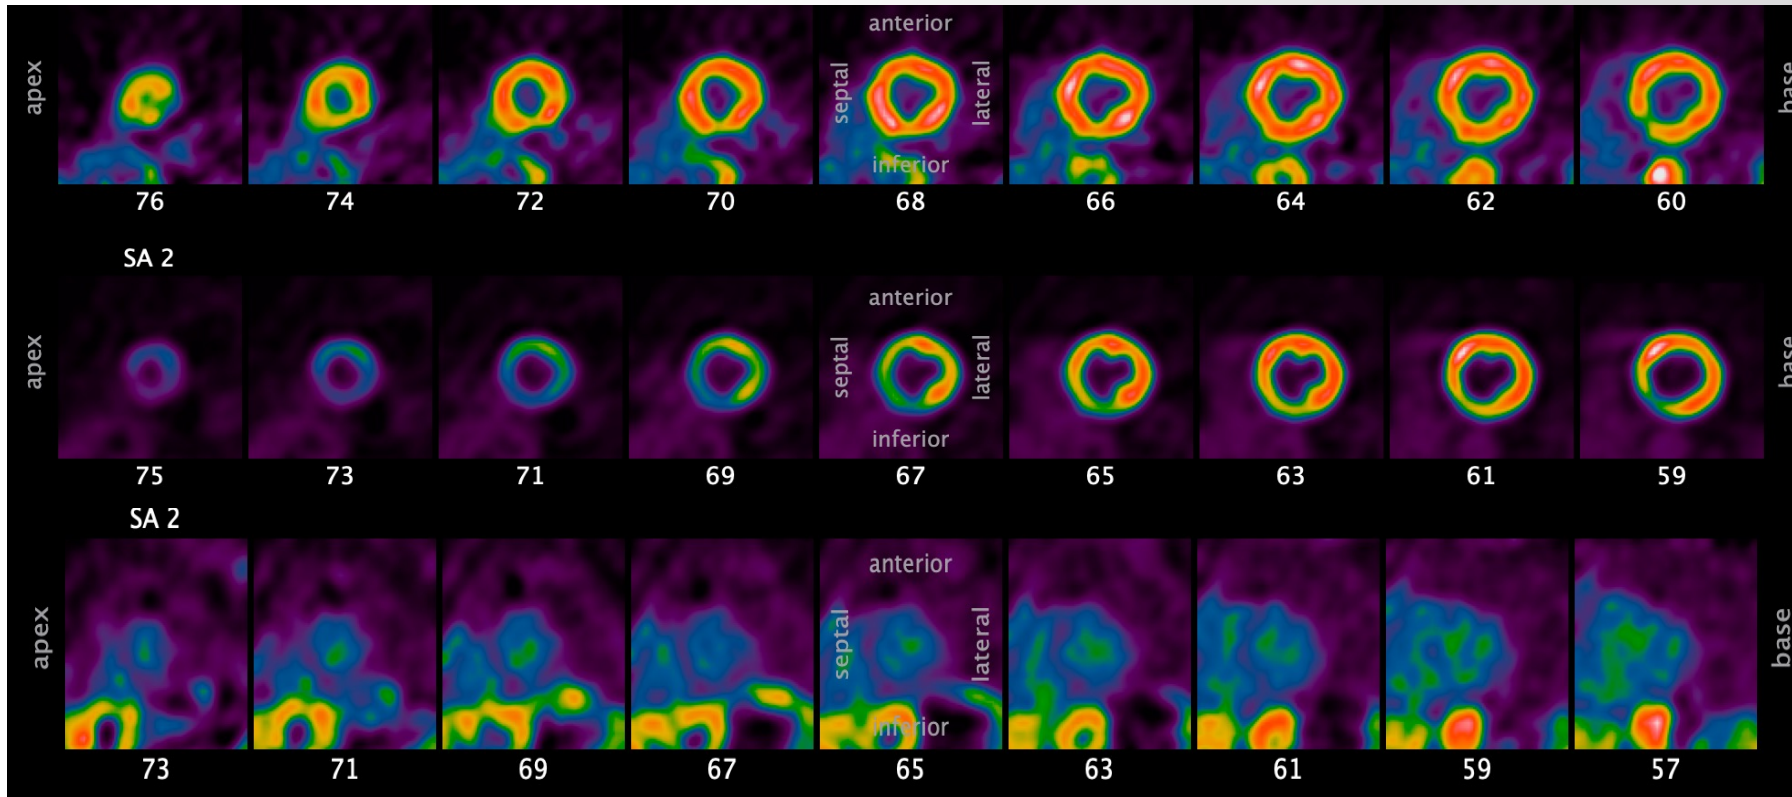 anterior
apex septal lateral base
inferior
76 74 72 70 68 66 64 62 60
SA 2
anterior
apex septal lateral base
inferior
75 73 71 69 67 65 63 61 59
SA 2
anterior
apex septal lateral base
inferior
73 71 69 67 65 63 61 59 57